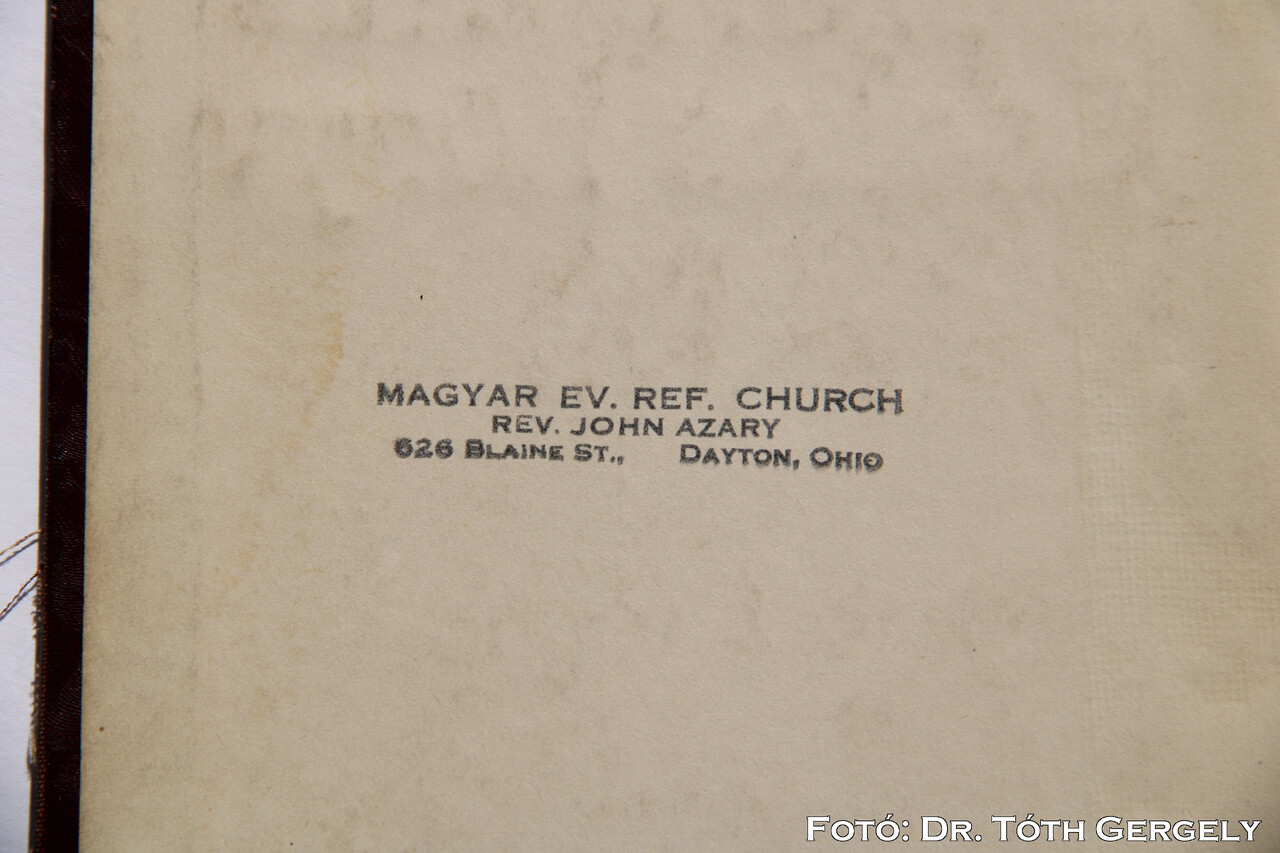 MAGYAR EV. REF. CHURCH
REV. JOHN AZARY
626 BLAINE ST., DAYTON, OHIO
FOTÓ: DR. TÓTH GERGELY